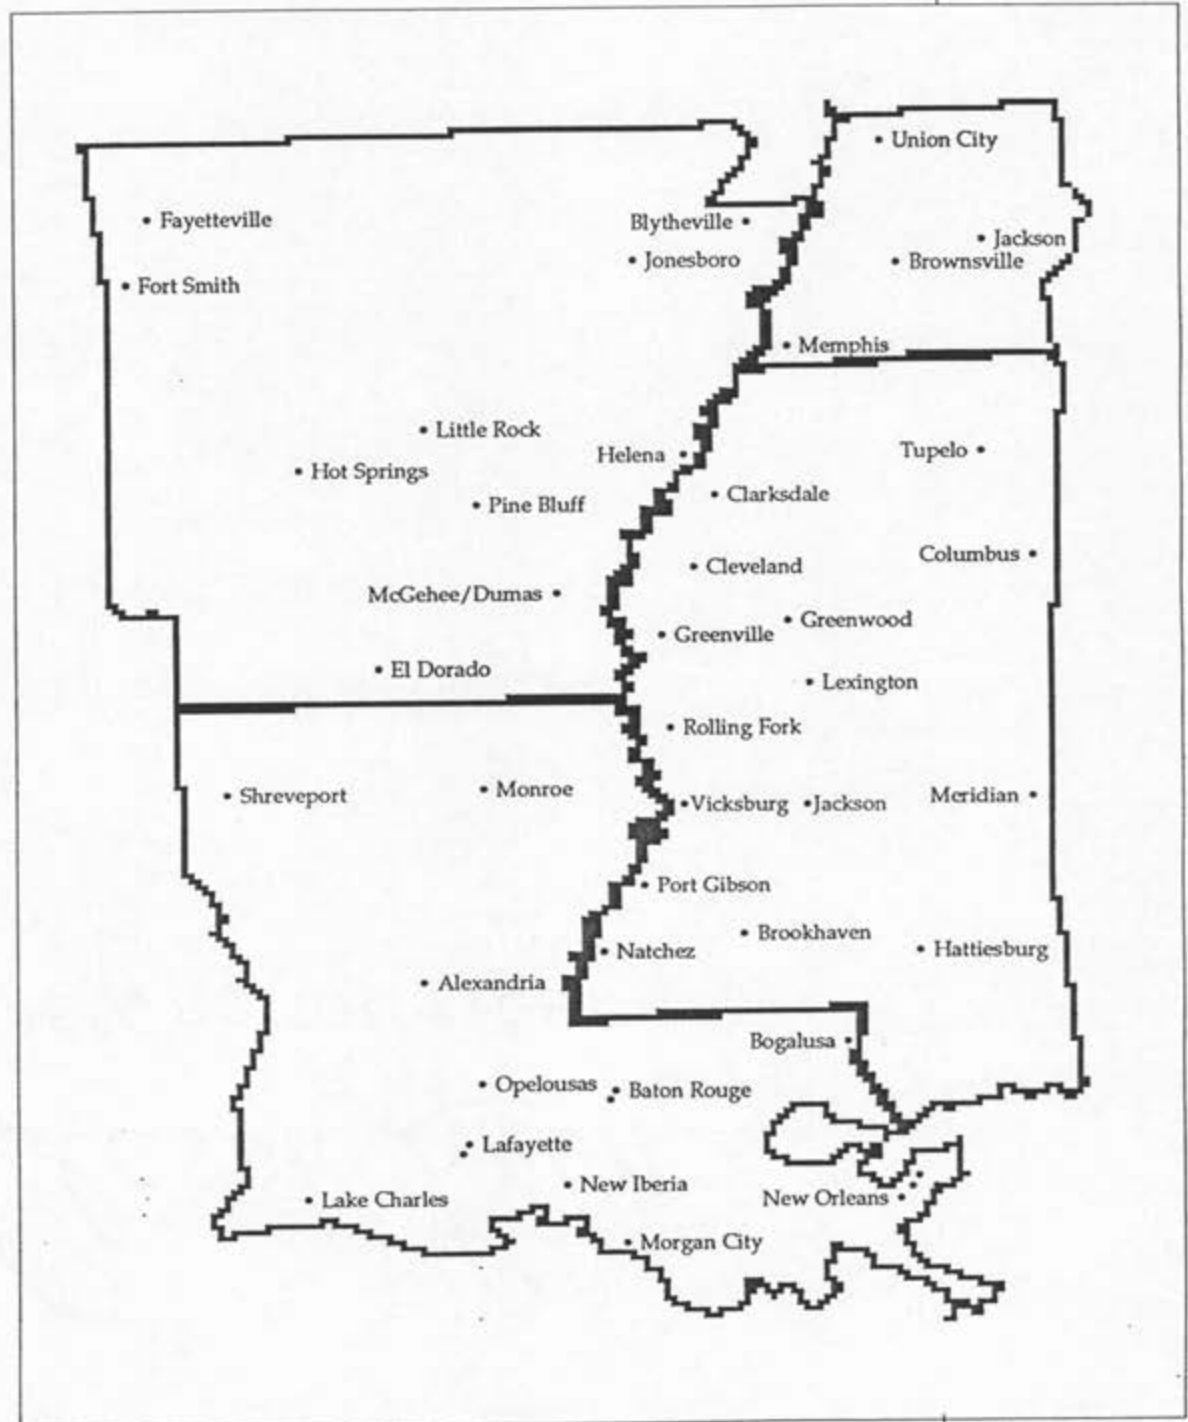 Union City
Fayetteville
Blytheville
Jackson
Jonesboro
Brownsville
Fort Smith
Memphis
Little Rock
Tupelo
Helena
Hot Springs
Clarksdale
Pine Bluff
Columbus
Cleveland
McGehee/Dumas
Greenwood
Greenville
El Dorado
Lexington
Rolling Fork
Monroe
Shreveport
Meridian
Vicksburg
Jackson
Port Gibson
Brookhaven
Hattiesburg
Natchez
Alexandria
Bogalusa
Opelousas
Baton Rouge
Lafayette
New Iberia
New Orleans
Lake Charles
Morgan City